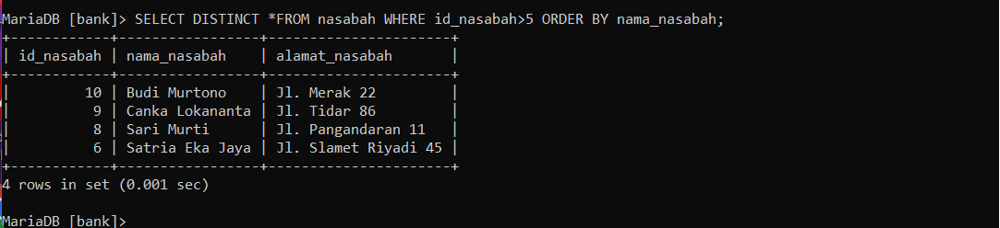 MariaDB [bank]> SELECT DISTINCT *FROM nasabah WHERE id_nasabah>5 ORDER BY nama_nasabah;
+------------+----------------+----------------------+
| id_nasabah | nama_nasabah   | alamat_nasabah       |
+------------+----------------+----------------------+
|         10 | Budi Murtono   | Jl. Merak 22         |
|          9 | Canka Lokananta | Jl. Tidar 86         |
|          8 | Sari Murti     | Jl. Pangandaran 11   |
|          6 | Satria Eka Jaya | Jl. Slamet Riyadi 45 |
+------------+----------------+----------------------+
4 rows in set (0.001 sec)
MariaDB [bank]>